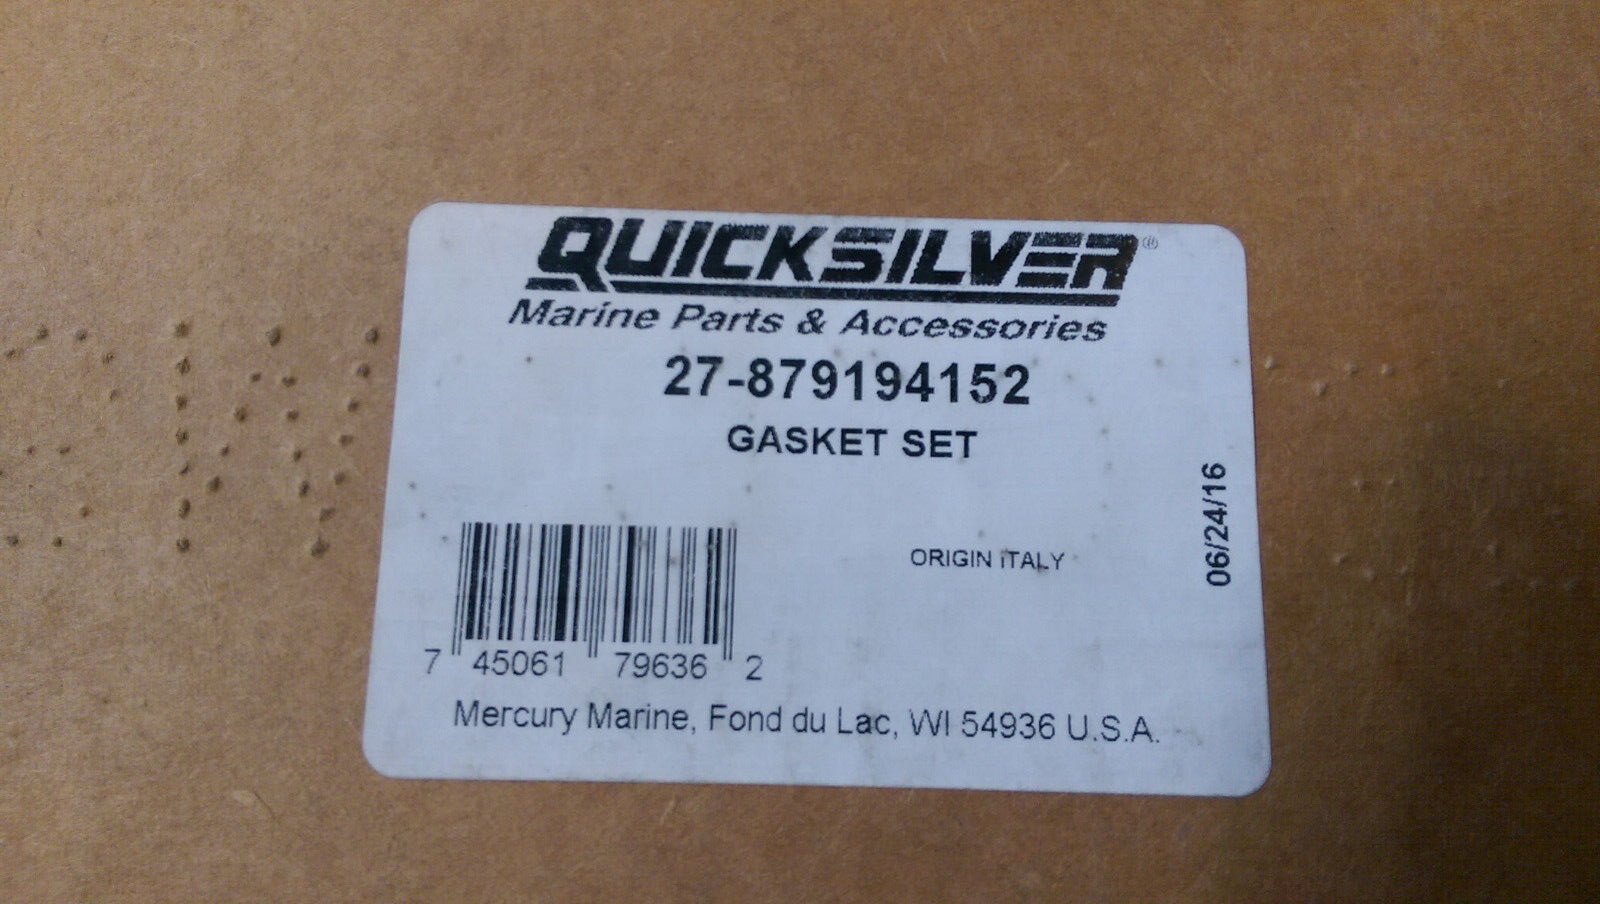 QUICKSILVER®
Marine Parts & Accessories
27-879194152
GASKET SET
06/24/16
ORIGIN ITALY
7 45061 79636 2
Mercury Marine, Fond du Lac, WI 54936 U.S.A.